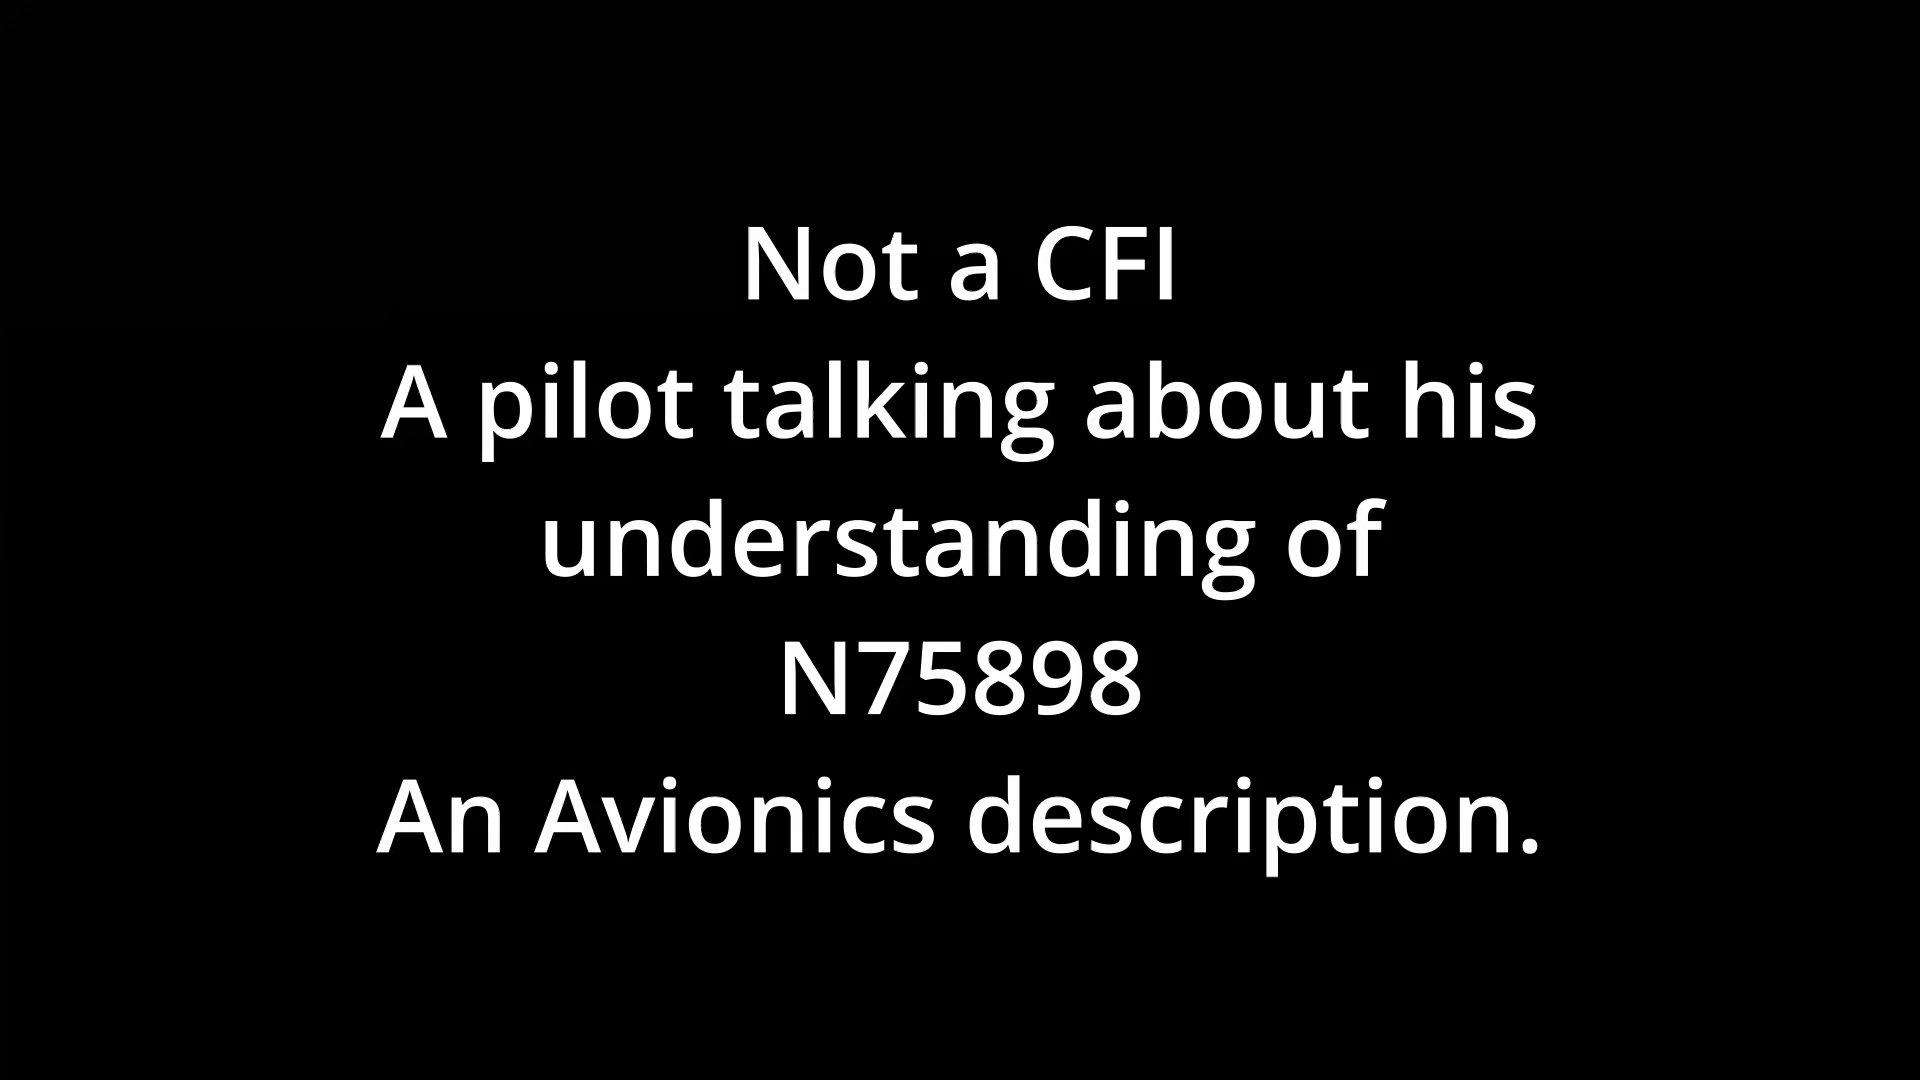 Not a CFI
A pilot talking about his
understanding of
N75898
An Avionics description.